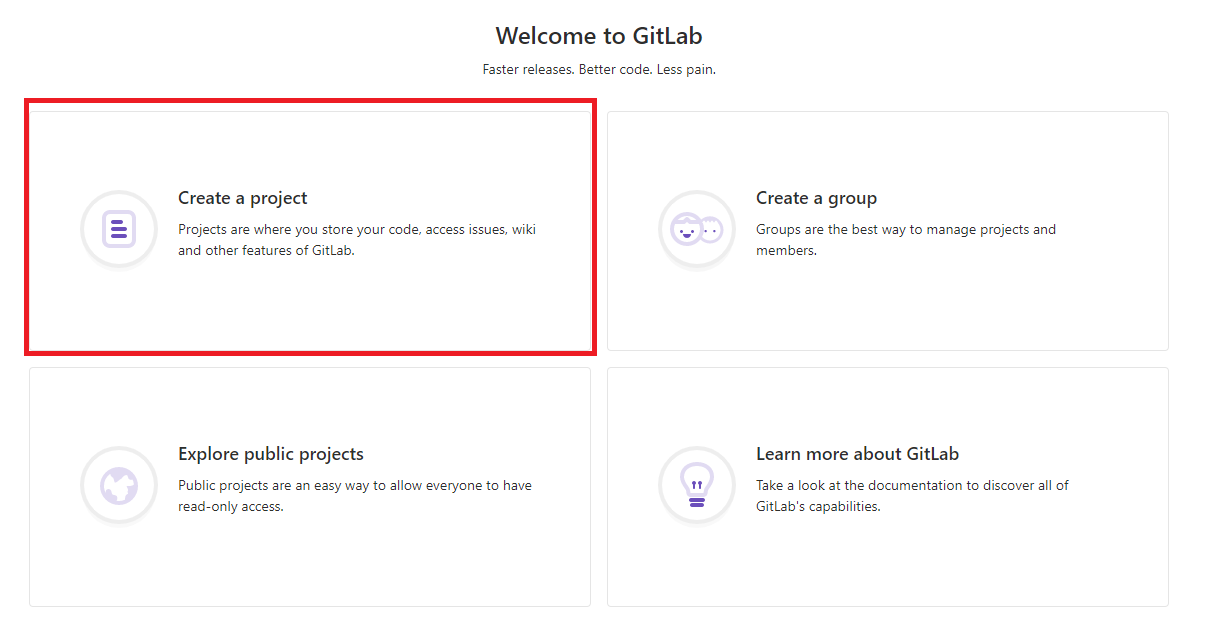 Welcome to GitLab
Faster releases. Better code. Less pain.
Create a project
Projects are where you store your code, access issues, wiki
and other features of GitLab.
Create a group
Groups are the best way to manage projects and
members.
Explore public projects
Public projects are an easy way to allow everyone to have
read-only access.
Learn more about GitLab
Take a look at the documentation to discover all of
GitLab's capabilities.